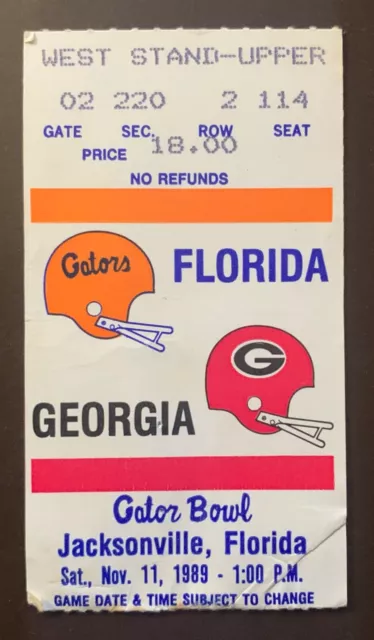 WEST STAND-UPPER
02 220 2 114
GATE SEC. ROW SEAT
PRICE 18.00
NO REFUNDS
Gators
FLORIDA
G
GEORGIA
Gator Bowl
Jacksonville, Florida
Sat., Nov. 11, 1989 - 1:00 P.M.
GAME DATE & TIME SUBJECT TO CHANGE